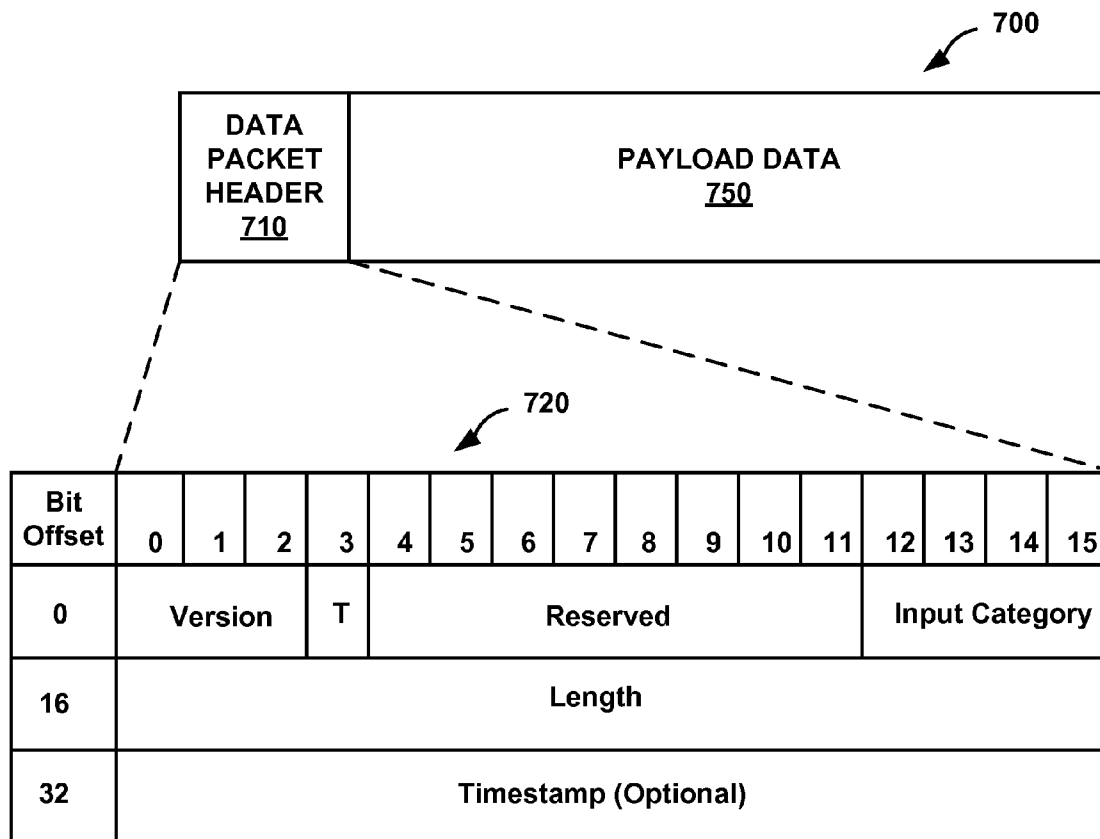 700
DATA
PACKET
HEADER
710
PAYLOAD DATA
750
720
Bit
Offset 0 1 2 3 4 5 6 7 8 9 10 11 12 13 14 15
0 Version T Reserved Input Category
16 Length
32 Timestamp (Optional)